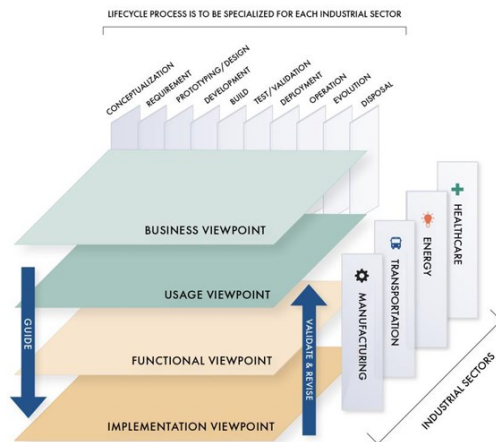 LIFECYCLE PROCESS IS TO BE SPECIALIZED FOR EACH INDUSTRIAL SECTOR
CONCEPTUALIZATION
REQUIREMENT
PROTOTYPING/DESIGN
DEVELOPMENT
BUILD
TEST/VALIDATION
DEPLOYMENT
OPERATION
EVOLUTION
DISPOSAL
BUSINESS VIEWPOINT
USAGE VIEWPOINT
FUNCTIONAL VIEWPOINT
IMPLEMENTATION VIEWPOINT
GUIDE
VALIDATE & REVISE
MANUFACTURING
TRANSPORTATION
ENERGY
HEALTHCARE
INDUSTRIAL SECTORS